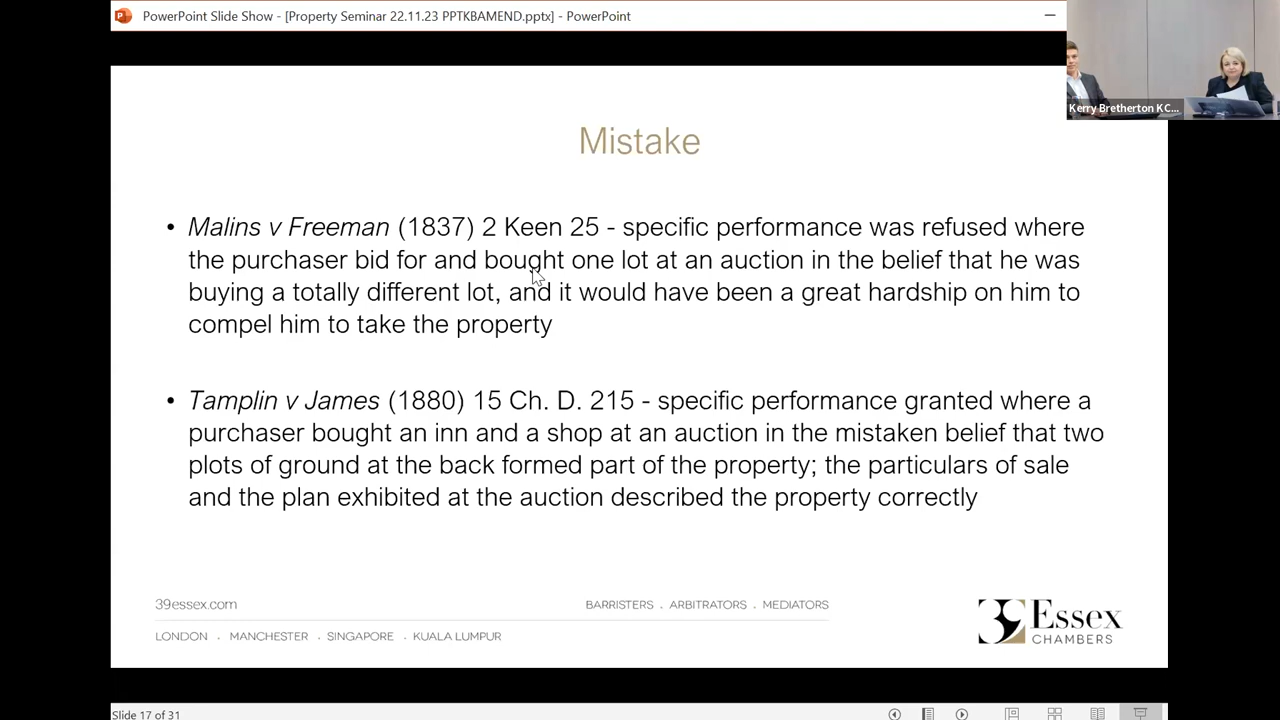 PowerPoint Slide Show - [Property Seminar 22.11.23 PPTKBAMEND.pptx] - PowerPoint
Kerry Bretherton KC...
Mistake
• Malins v Freeman (1837) 2 Keen 25 - specific performance was refused where
the purchaser bid for and bought one lot at an auction in the belief that he was
buying a totally different lot, and it would have been a great hardship on him to
compel him to take the property
• Tamplin v James (1880) 15 Ch. D. 215 - specific performance granted where a
purchaser bought an inn and a shop at an auction in the mistaken belief that two
plots of ground at the back formed part of the property; the particulars of sale
and the plan exhibited at the auction described the property correctly
39essex.com
BARRISTERS . ARBITRATORS . MEDIATORS
LONDON . MANCHESTER . SINGAPORE . KUALA LUMPUR
39 Essex
CHAMBERS
Slide 17 of 31